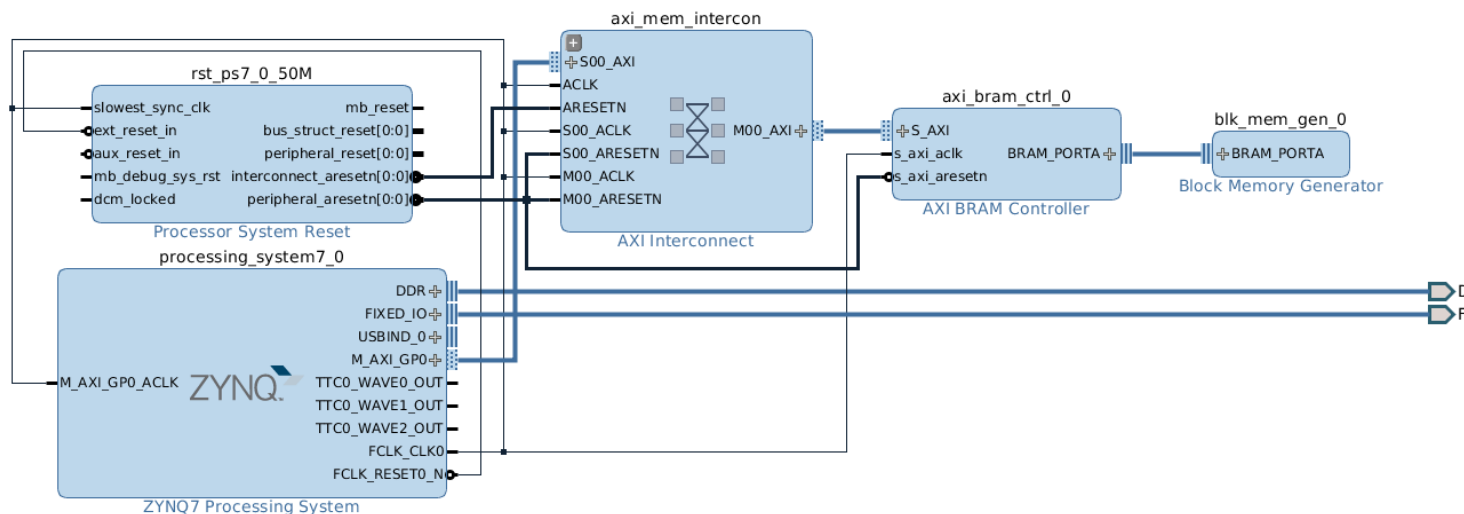 axi_mem_intercon
S00_AXI
ACLK
ARESETN
S00_ACLK
S00_ARESETN
M00_ACLK
M00_ARESETN
M00_AXI
AXI Interconnect
rst_ps7_0_50M
slowest_sync_clk
ext_reset_in
aux_reset_in
mb_debug_sys_rst
dcm_locked
mb_reset
bus_struct_reset[0:0]
peripheral_reset[0:0]
interconnect_aresetn[0:0]
peripheral_aresetn[0:0]
Processor System Reset
axi_bram_ctrl_0
S_AXI
s_axi_aclk
s_axi_aresetn
BRAM_PORTA
AXI BRAM Controller
blk_mem_gen_0
BRAM_PORTA
Block Memory Generator
processing_system7_0
M_AXI_GP0_ACLK
ZYNQ
DDR
FIXED_IO
USBIND_0
M_AXI_GP0
TTC0_WAVE0_OUT
TTC0_WAVE1_OUT
TTC0_WAVE2_OUT
FCLK_CLK0
FCLK_RESET0_N
ZYNQ7 Processing System